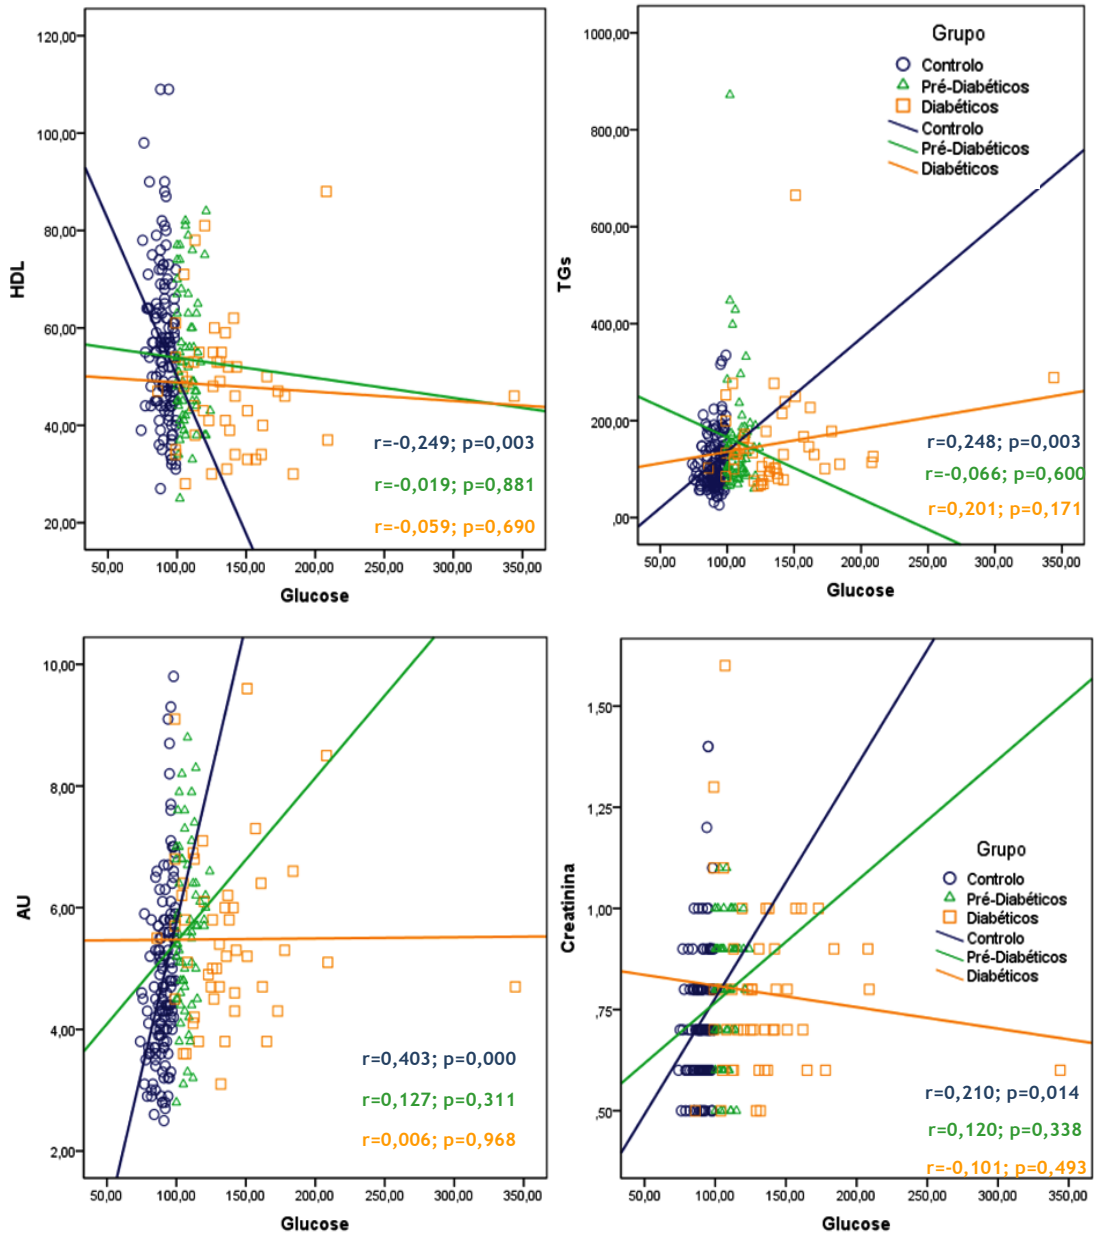 120,00
100,00
80,00
60,00
40,00
20,00
HDL
r=-0,249; p=0,003
r=-0,019; p=0,881
r=-0,059; p=0,690
50,00 100,00 150,00 200,00 250,00 300,00 350,00
Glucose
1000,00
800,00
600,00
400,00
200,00
,00
TGs
Grupo
Controlo
Pré-Diabéticos
Diabéticos
Controlo
Pré-Diabéticos
Diabéticos
r=0,248; p=0,003
r=-0,066; p=0,600
r=0,201; p=0,171
50,00 100,00 150,00 200,00 250,00 300,00 350,00
Glucose
10,00
8,00
6,00
4,00
2,00
AU
r=0,403; p=0,000
r=0,127; p=0,311
r=0,006; p=0,968
50,00 100,00 150,00 200,00 250,00 300,00 350,00
Glucose
1,50
1,25
1,00
,75
,50
Creatinina
Grupo
Controlo
Pré-Diabéticos
Diabéticos
Controlo
Pré-Diabéticos
Diabéticos
r=0,210; p=0,014
r=0,120; p=0,338
r=-0,101; p=0,493
50,00 100,00 150,00 200,00 250,00 300,00 350,00
Glucose